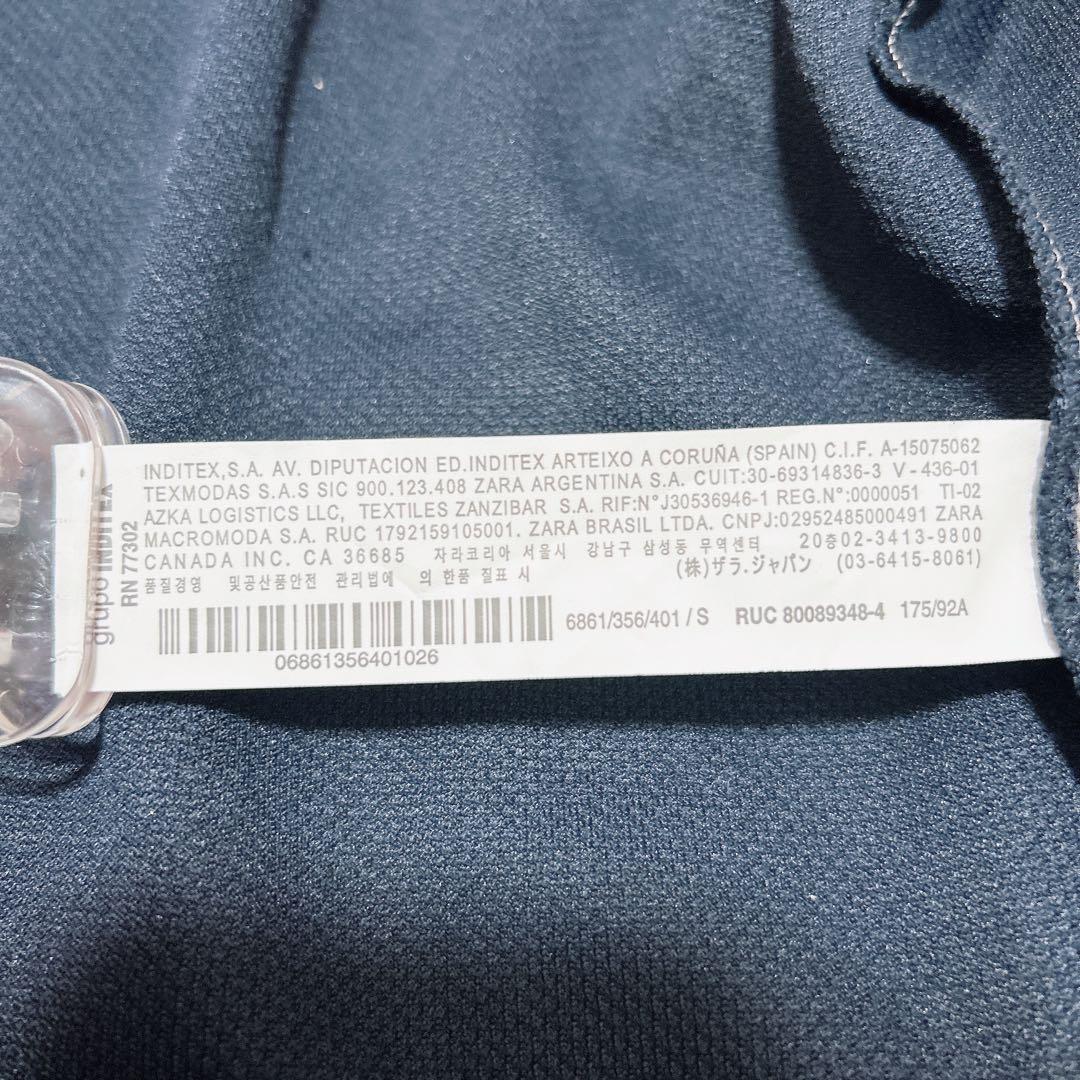 INDITEX,S.A. AV. DIPUTACION ED.INDITEX ARTEIXO A CORUÑA (SPAIN) C.I.F. A-15075062
TEXMODAS S.A.S SIC 900.123.408 ZARA ARGENTINA S.A. CUIT:30-69314836-3 V - 436-01
AZKA LOGISTICS LLC, TEXTILES ZANZIBAR S.A. RIF:N°J30536946-1 REG.N°:0000051 TI-02
MACROMODA S.A. RUC 1792159105001. ZARA BRASIL LTDA. CNPJ:02952485000491 ZARA
CANADA INC. CA 36685 자라코리아 서울시 강남구 삼성동 무역센터 20층02-3413-9800
품질경영 및공산품안전 관리법에 의 한품 질표 시 (株)ザラ.ジャパン (03-6415-8061)
06861356401026
6861/356/401 / S RUC 80089348-4 175/92A
grupo INDITEX
RN 77302